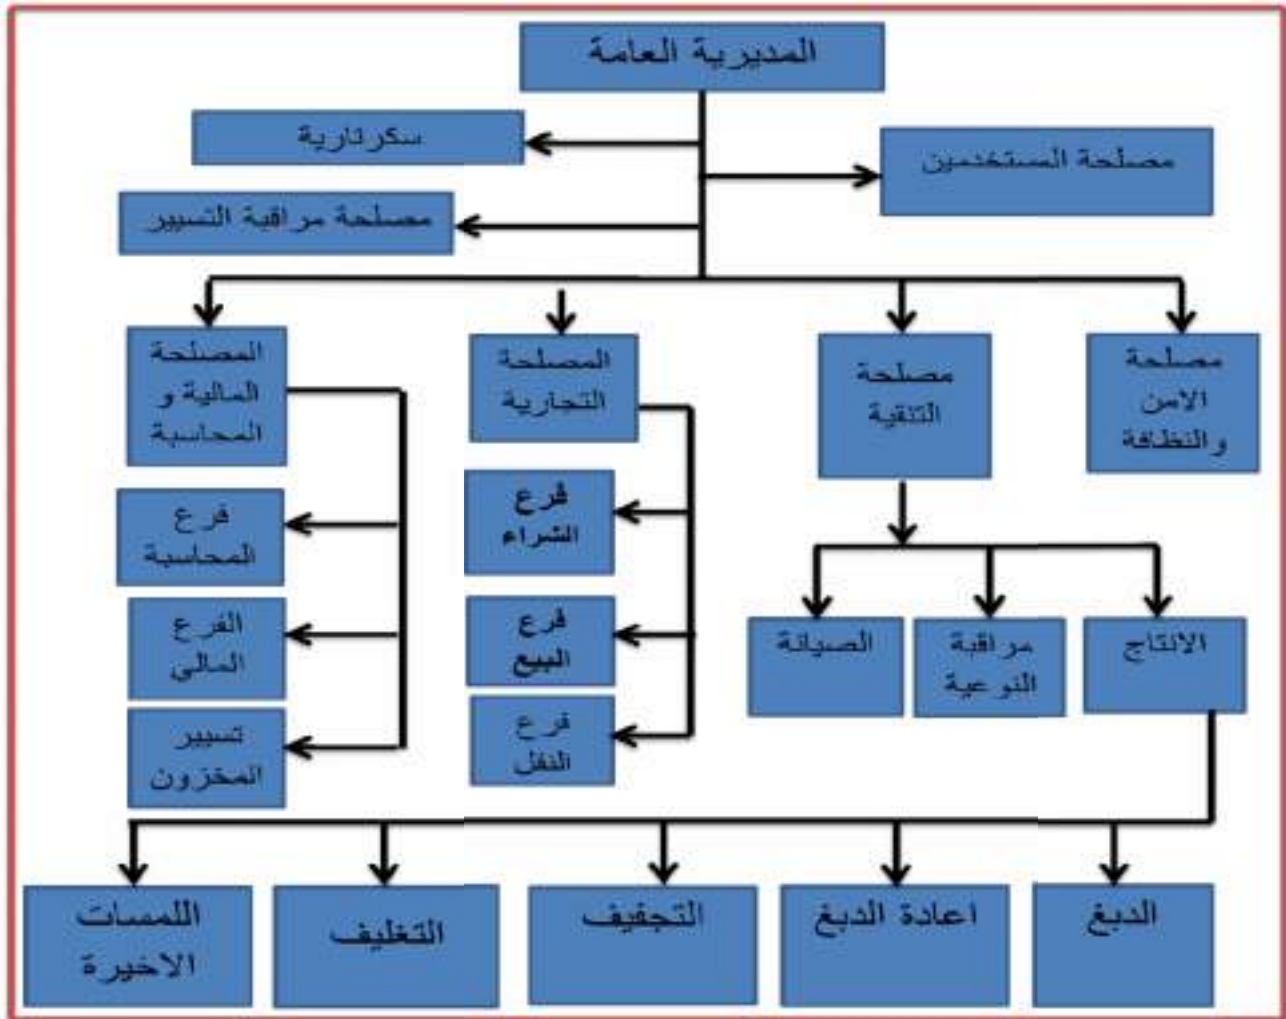 المديرية العامة
سكرتارية
مصلحة المستخدمين
مصلحة مراقبة التسيير
مصلحة
الامن
والنظافة
مصلحة
التنقية
المصلحة
التجارية
المصلحة
المالية و
المحاسبة
فرع
الشراء
فرع
المحاسبة
فرع
البيع
الفرع
المالي
فرع
النقل
تسيير
المخزون
الانتاج
مراقبة
النوعية
الصيانة
الدبغ
اعادة الدبغ
التجفيف
التغليف
اللمسات
الاخيرة